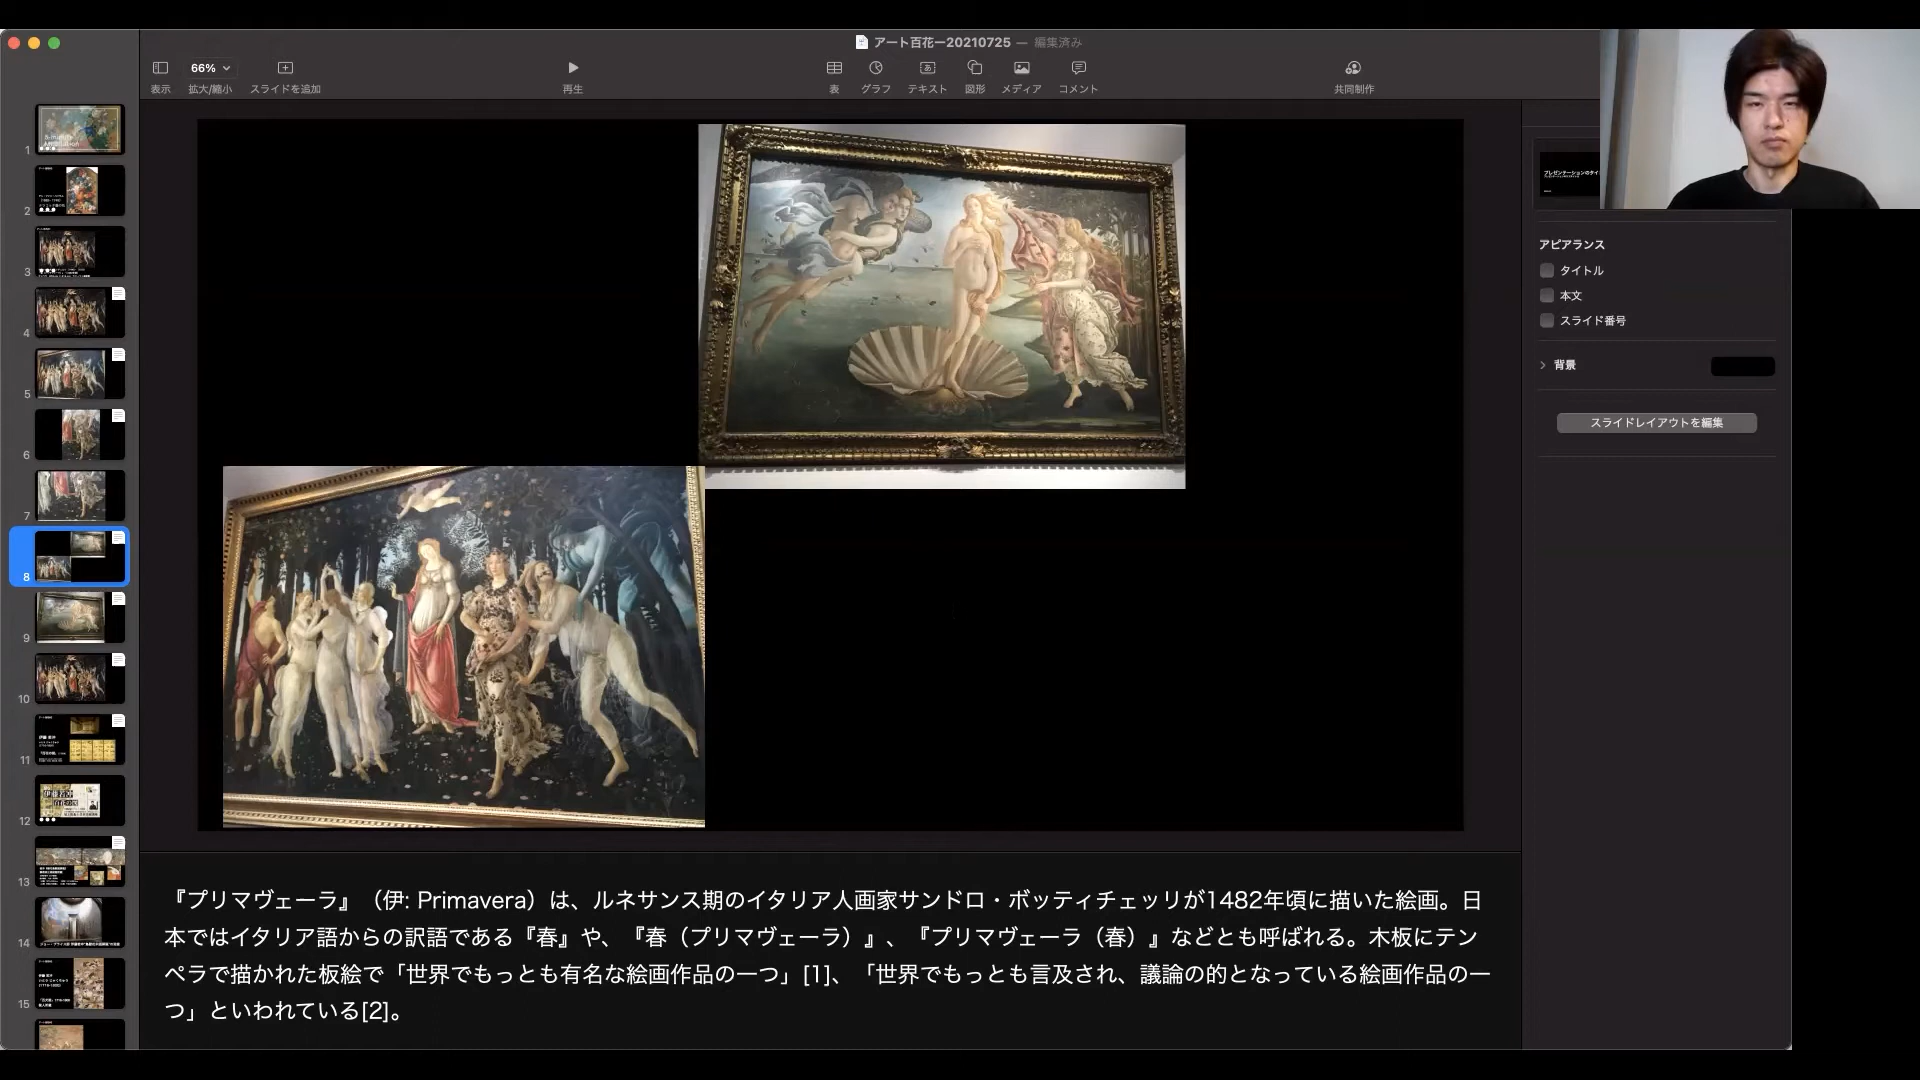 アート百花ー20210725 — 編集済み
66%
表示
拡大/縮小
スライドを追加
再生
表
グラフ
テキスト
図形
メディア
コメント
共同制作
1
2
3
4
5
6
7
8
9
10
11
12
13
14
15
プレゼンテーションのタイ
アピアランス
タイトル
本文
スライド番号
背景
スライドレイアウトを編集
『プリマヴェーラ』（伊: Primavera）は、ルネサンス期のイタリア人画家サンドロ・ボッティチェッリが1482年頃に描いた絵画。日
本ではイタリア語からの訳語である『春』や、『春（プリマヴェーラ）』、『プリマヴェーラ（春）』などとも呼ばれる。木板にテン
ペラで描かれた板絵で「世界でもっとも有名な絵画作品の一つ」[1]、「世界でもっとも言及され、議論の的となっている絵画作品の一
つ」といわれている[2]。